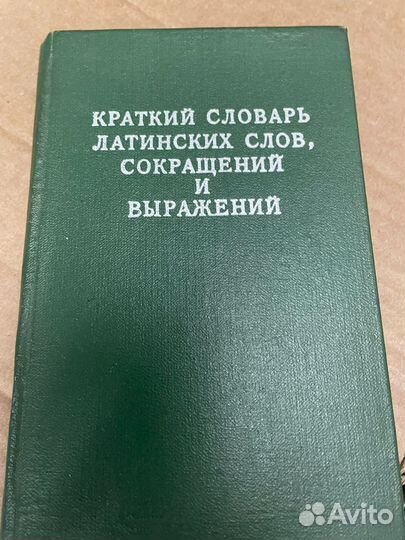 КРАТКИЙ СЛОВАРЬ
ЛАТИНСКИХ СЛОВ,
СОКРАЩЕНИЙ
И
ВЫРАЖЕНИЙ
Avito